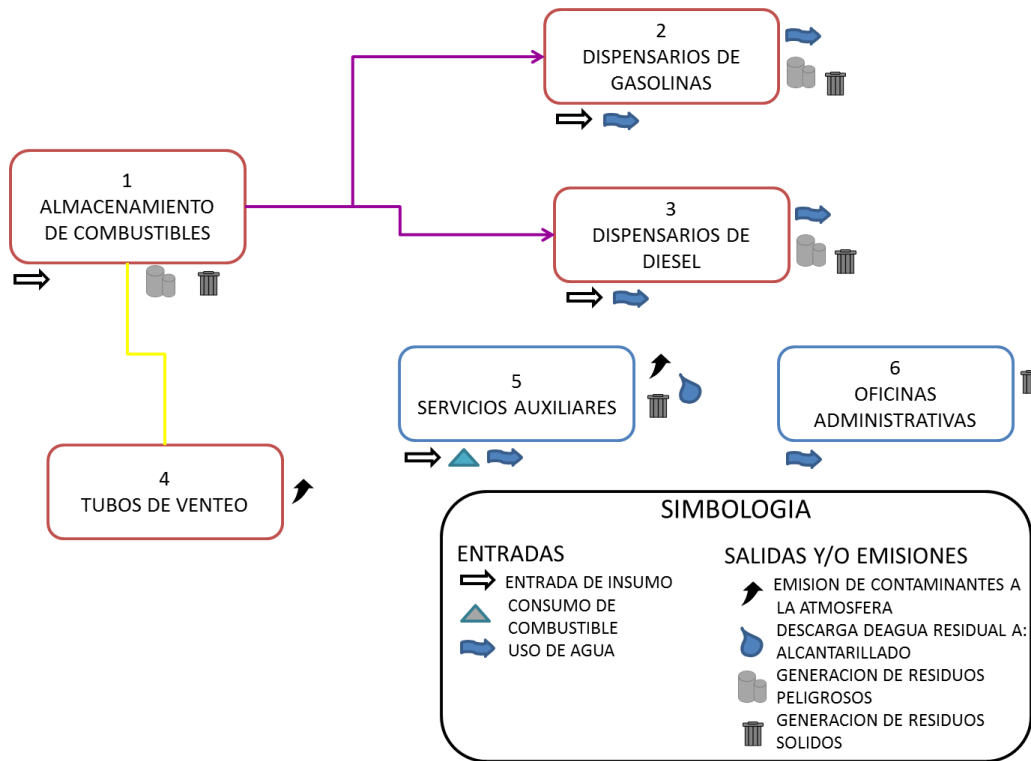 2
DISPENSARIOS DE
GASOLINAS
1
ALMACENAMIENTO
DE COMBUSTIBLES
3
DISPENSARIOS DE
DIESEL
5
SERVICIOS AUXILIARES
6
OFICINAS
ADMINISTRATIVAS
4
TUBOS DE VENTEO
SIMBOLOGIA
ENTRADAS
ENTRADA DE INSUMO
CONSUMO DE
COMBUSTIBLE
USO DE AGUA
SALIDAS Y/O EMISIONES
EMISION DE CONTAMINANTES A
LA ATMOSFERA
DESCARGA DEAGUA RESIDUAL A:
ALCANTARILLADO
GENERACION DE RESIDUOS
PELIGROSOS
GENERACION DE RESIDUOS
SOLIDOS